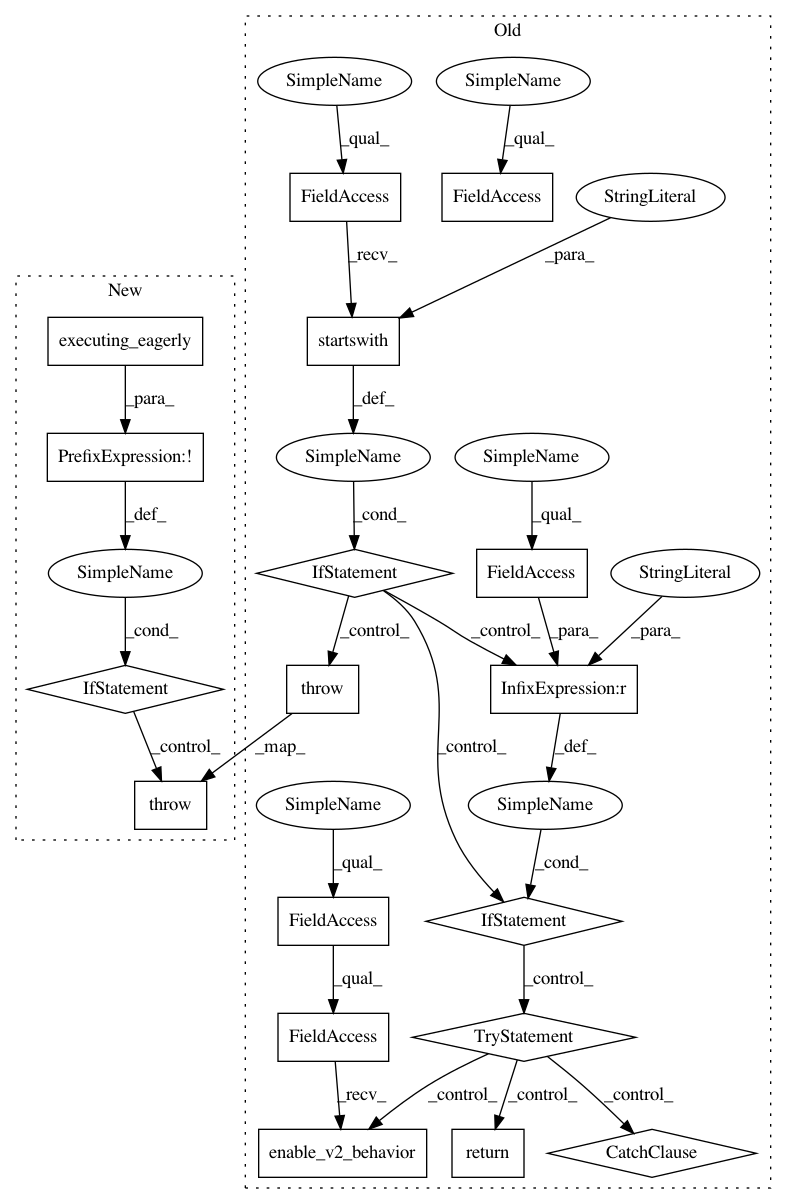 Old
SimpleName
SimpleName
_qual_
_qual_
FieldAccess
FieldAccess
StringLiteral
_recv_
_para_
New
executing_eagerly
startswith
_para_
_def_
PrefixExpression:!
SimpleName
SimpleName
_def_
_cond_
_qual_
SimpleName
IfStatement
FieldAccess
StringLiteral
_cond_
_control_
_control_
_para_
_para_
IfStatement
throw
InfixExpression:r
_control_
_map_
_control_
_def_
throw
SimpleName
SimpleName
_qual_
_cond_
FieldAccess
IfStatement
_qual_
_control_
FieldAccess
TryStatement
_recv_
_control_
_control_
_control_
enable_v2_behavior
return
CatchClause